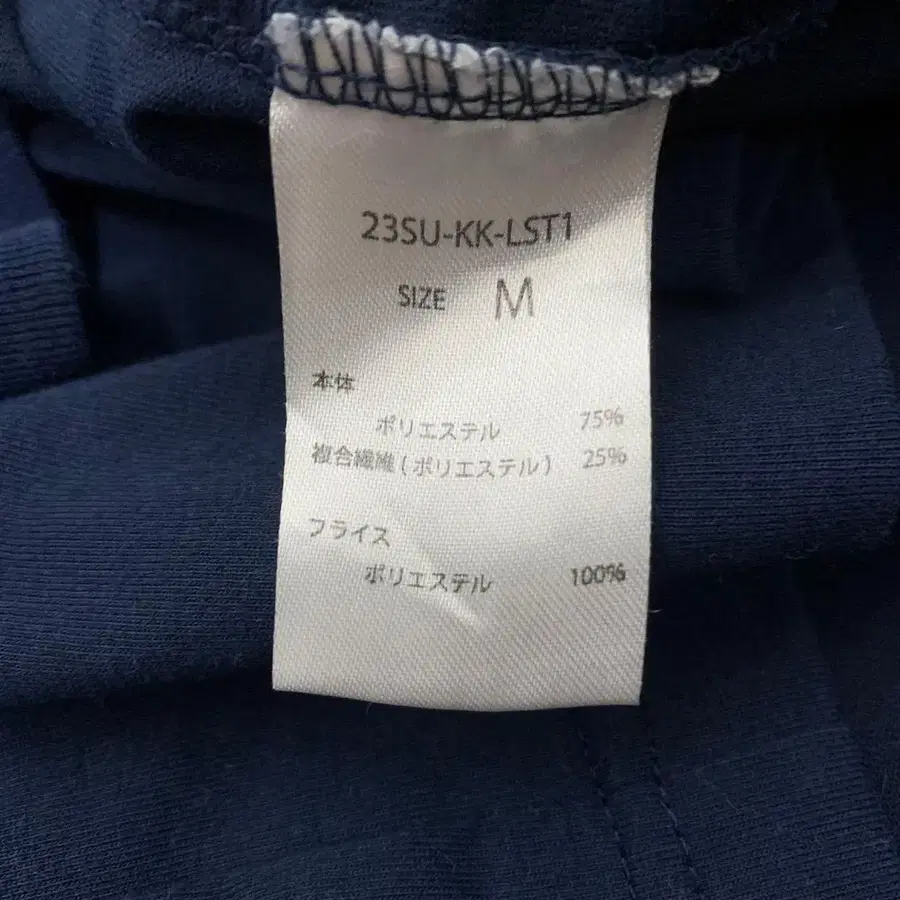 23SU-KK-LST1
SIZE M
本体
ポリエステル 75%
複合繊維(ポリエステル) 25%
フライス
ポリエステル 100%